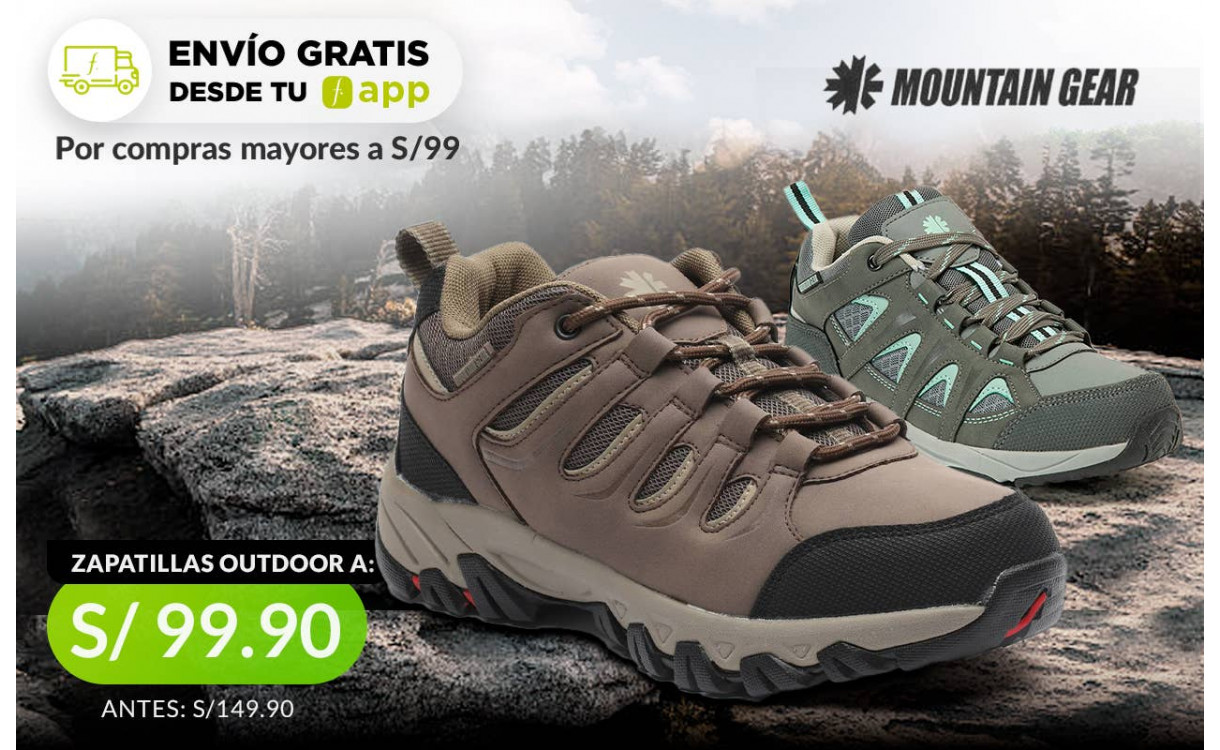 ENVÍO GRATIS
DESDE TU f app
Por compras mayores a S/99
MOUNTAIN GEAR
ZAPATILLAS OUTDOOR A:
S/ 99.90
ANTES: S/149.90